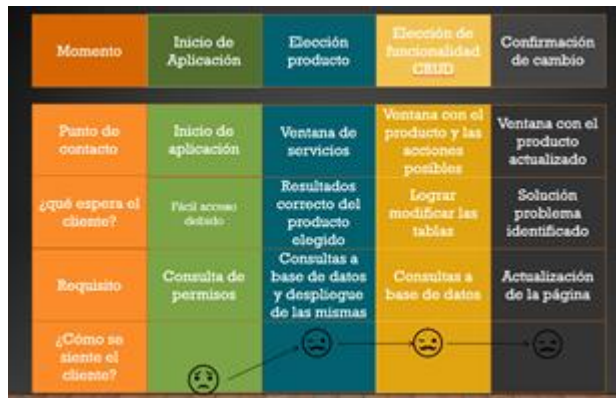 Momento
Inicio de
Aplicación
Elección
producto
Elección de
funcionalidad
CRUD
Confirmación
de cambio
Punto de
contacto
Inicio de
aplicación
Ventana de
servicios
Ventana con el
producto y las
acciones
posibles
Ventana con el
producto
actualizado
¿qué espera el
cliente?
Fácil acceso
debido
Resultados
correcto del
producto
elegido
Lograr
modificar las
tablas
Solución
problema
identificado
Requisito
Consulta de
permisos
Consultas a
base de datos
y despliegue
de las mismas
Consultas a
base de datos
Actualización
de la página
¿Cómo se
siente el
cliente?